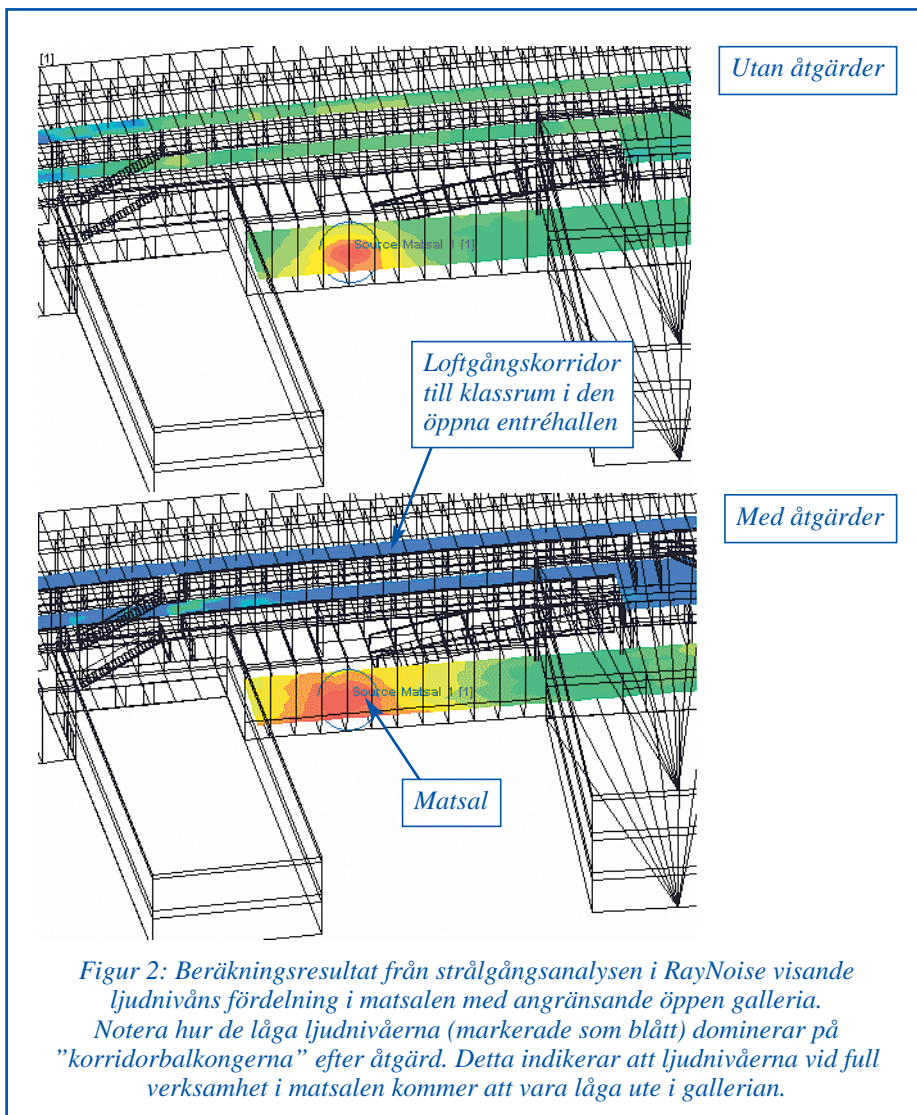 [1]
Utan åtgärder
Source Matsal 1 [1]
Loftgångskorridor
till klassrum i den
öppna entréhallen
Med åtgärder
Source Matsal 1 [1]
Matsal
Figur 2: Beräkningsresultat från strålgångsanalysen i RayNoise visande
ljudnivåns fördelning i matsalen med angränsande öppen galleria.
Notera hur de låga ljudnivåerna (markerade som blått) dominerar på
”korridorbalkongerna” efter åtgärd. Detta indikerar att ljudnivåerna vid full
verksamhet i matsalen kommer att vara låga ute i gallerian.